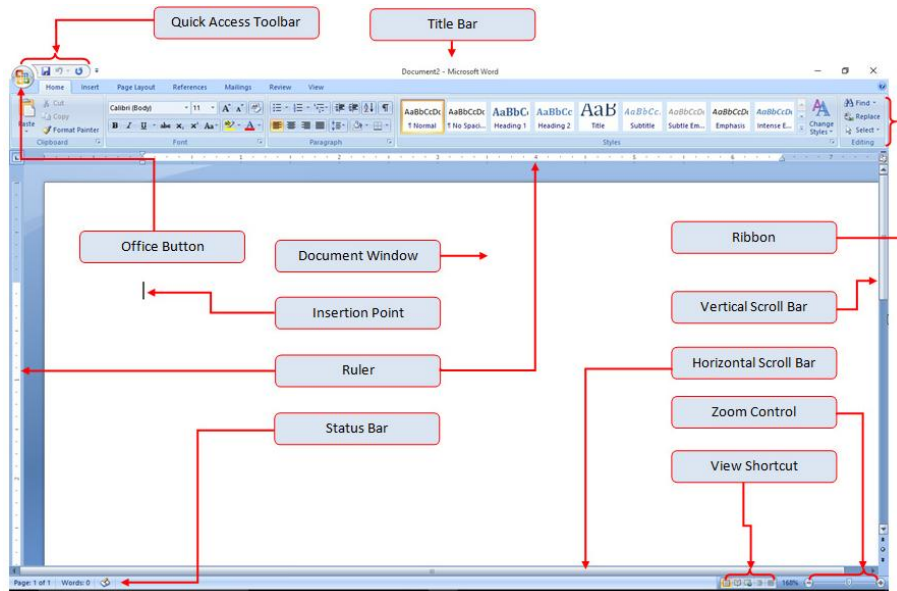 Quick Access Toolbar
Title Bar
Document2 - Microsoft Word
Home Insert Page Layout References Mailings Review View
Cut
Copy
Format Painter
Clipboard
Calibri (Body) 11
Font
Paragraph
AaBbCcDc AaBbCcDc AaBbC AaBbCc AaB AaBbCc. AaBbCcDc AaBbCcDc AaBbCcDc
¶ Normal ¶ No Spaci... Heading 1 Heading 2 Title Subtitle Subtle Em... Emphasis Intense E...
Styles
Change
Styles
Find
Replace
Select
Editing
Office Button
Document Window
Ribbon
Insertion Point
Vertical Scroll Bar
Ruler
Horizontal Scroll Bar
Status Bar
Zoom Control
View Shortcut
Page: 1 of 1 Words: 0
168%